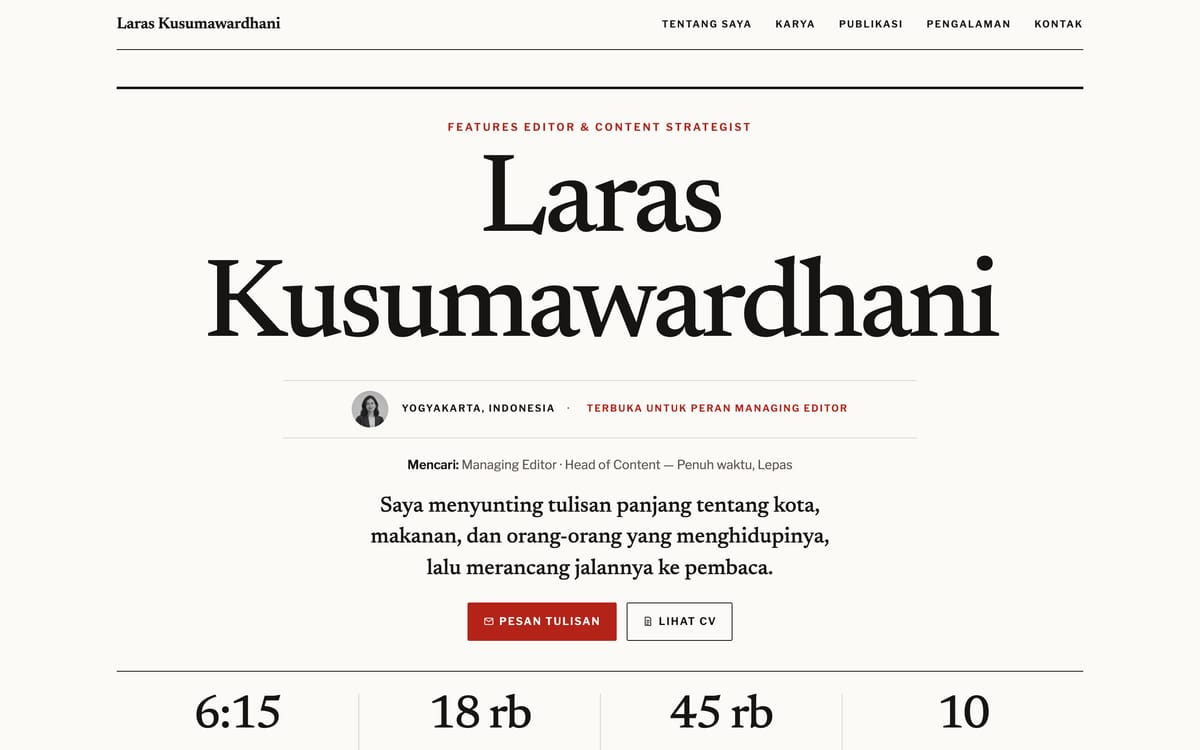 Laras Kusumawardhani
TENTANG SAYA KARYA PUBLIKASI PENGALAMAN KONTAK
FEATURES EDITOR & CONTENT STRATEGIST
Laras
Kusumawardhani
YOGYAKARTA, INDONESIA · TERBUKA UNTUK PERAN MANAGING EDITOR
Mencari: Managing Editor · Head of Content — Penuh waktu, Lepas
Saya menyunting tulisan panjang tentang kota,
makanan, dan orang-orang yang menghidupinya,
lalu merancang jalannya ke pembaca.
PESAN TULISAN LIHAT CV
6:15 18 rb 45 rb 10